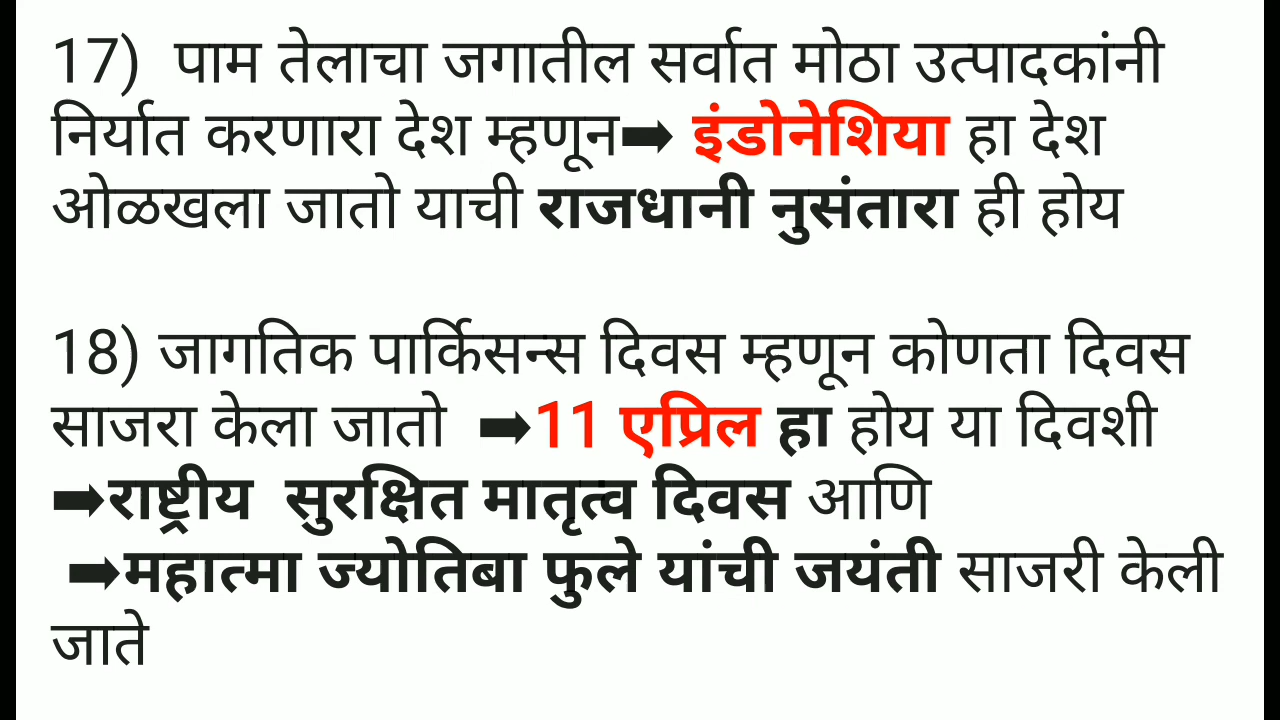 17) पाम तेलाचा जगातील सर्वात मोठा उत्पादकांनी
निर्यात करणारा देश म्हणून➡ इंडोनेशिया हा देश
ओळखला जातो याची राजधानी नुसंतारा ही होय
18) जागतिक पार्किसन्स दिवस म्हणून कोणता दिवस
साजरा केला जातो ➡11 एप्रिल हा होय या दिवशी
➡राष्ट्रीय सुरक्षित मातृत्व दिवस आणि
➡महात्मा ज्योतिबा फुले यांची जयंती साजरी केली
जाते